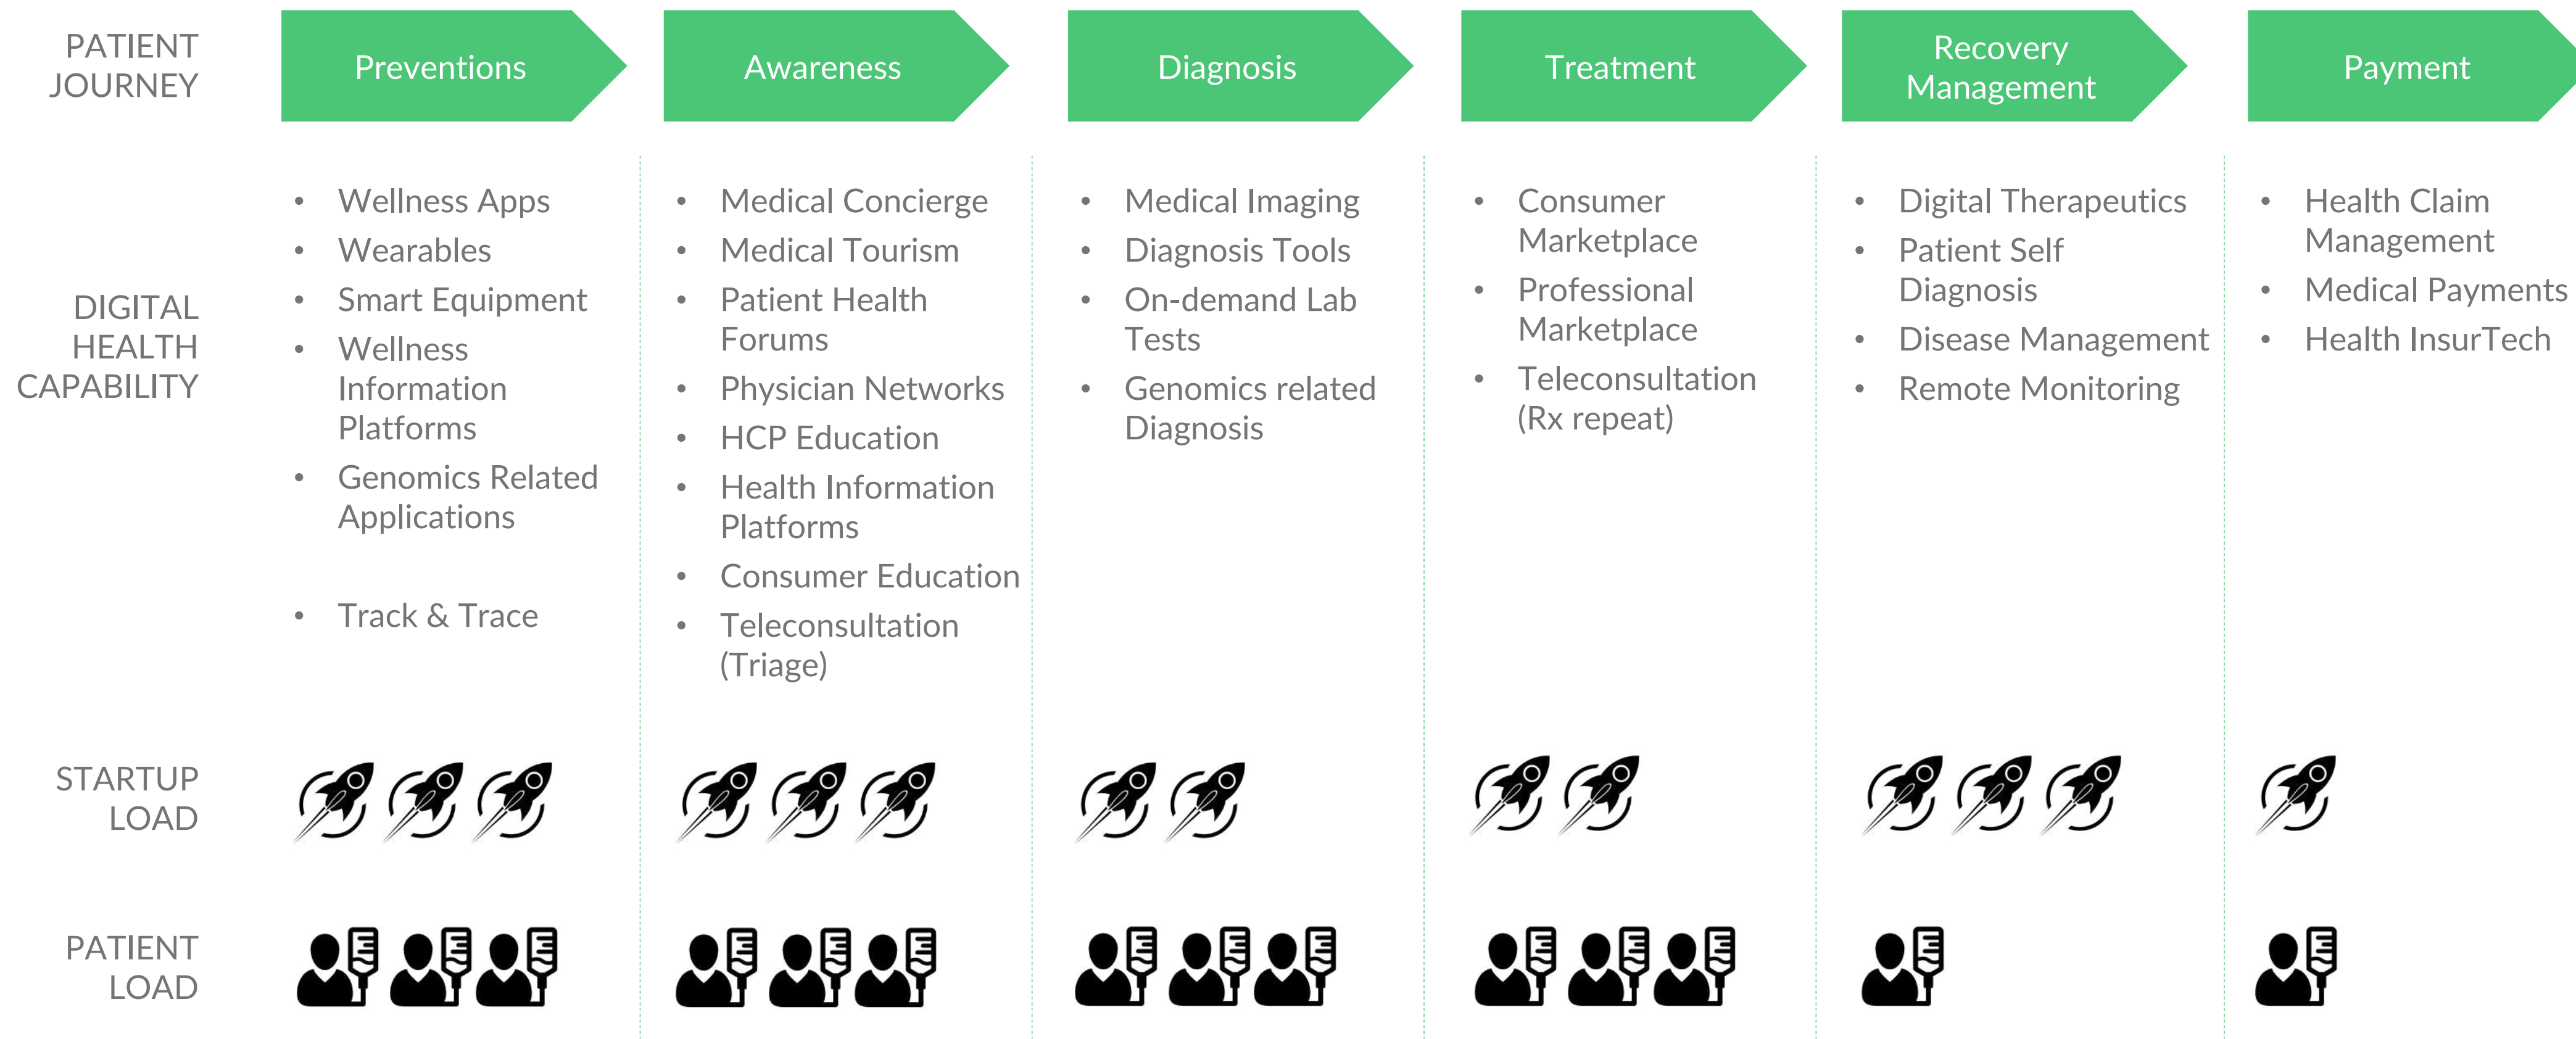 PATIENT
JOURNEY
Preventions
Awareness
Diagnosis
Treatment
Recovery
Management
Payment
DIGITAL
HEALTH
CAPABILITY
• Wellness Apps
• Wearables
• Smart Equipment
• Wellness
Information
Platforms
• Genomics Related
Applications
• Track & Trace
• Medical Concierge
• Medical Tourism
• Patient Health
Forums
• Physician Networks
• HCP Education
• Health Information
Platforms
• Consumer Education
• Teleconsultation
(Triage)
• Medical Imaging
• Diagnosis Tools
• On-demand Lab
Tests
• Genomics related
Diagnosis
• Consumer
Marketplace
• Professional
Marketplace
• Teleconsultation
(Rx repeat)
• Digital Therapeutics
• Patient Self
Diagnosis
• Disease Management
• Remote Monitoring
• Health Claim
Management
• Medical Payments
• Health InsurTech
STARTUP
LOAD
PATIENT
LOAD